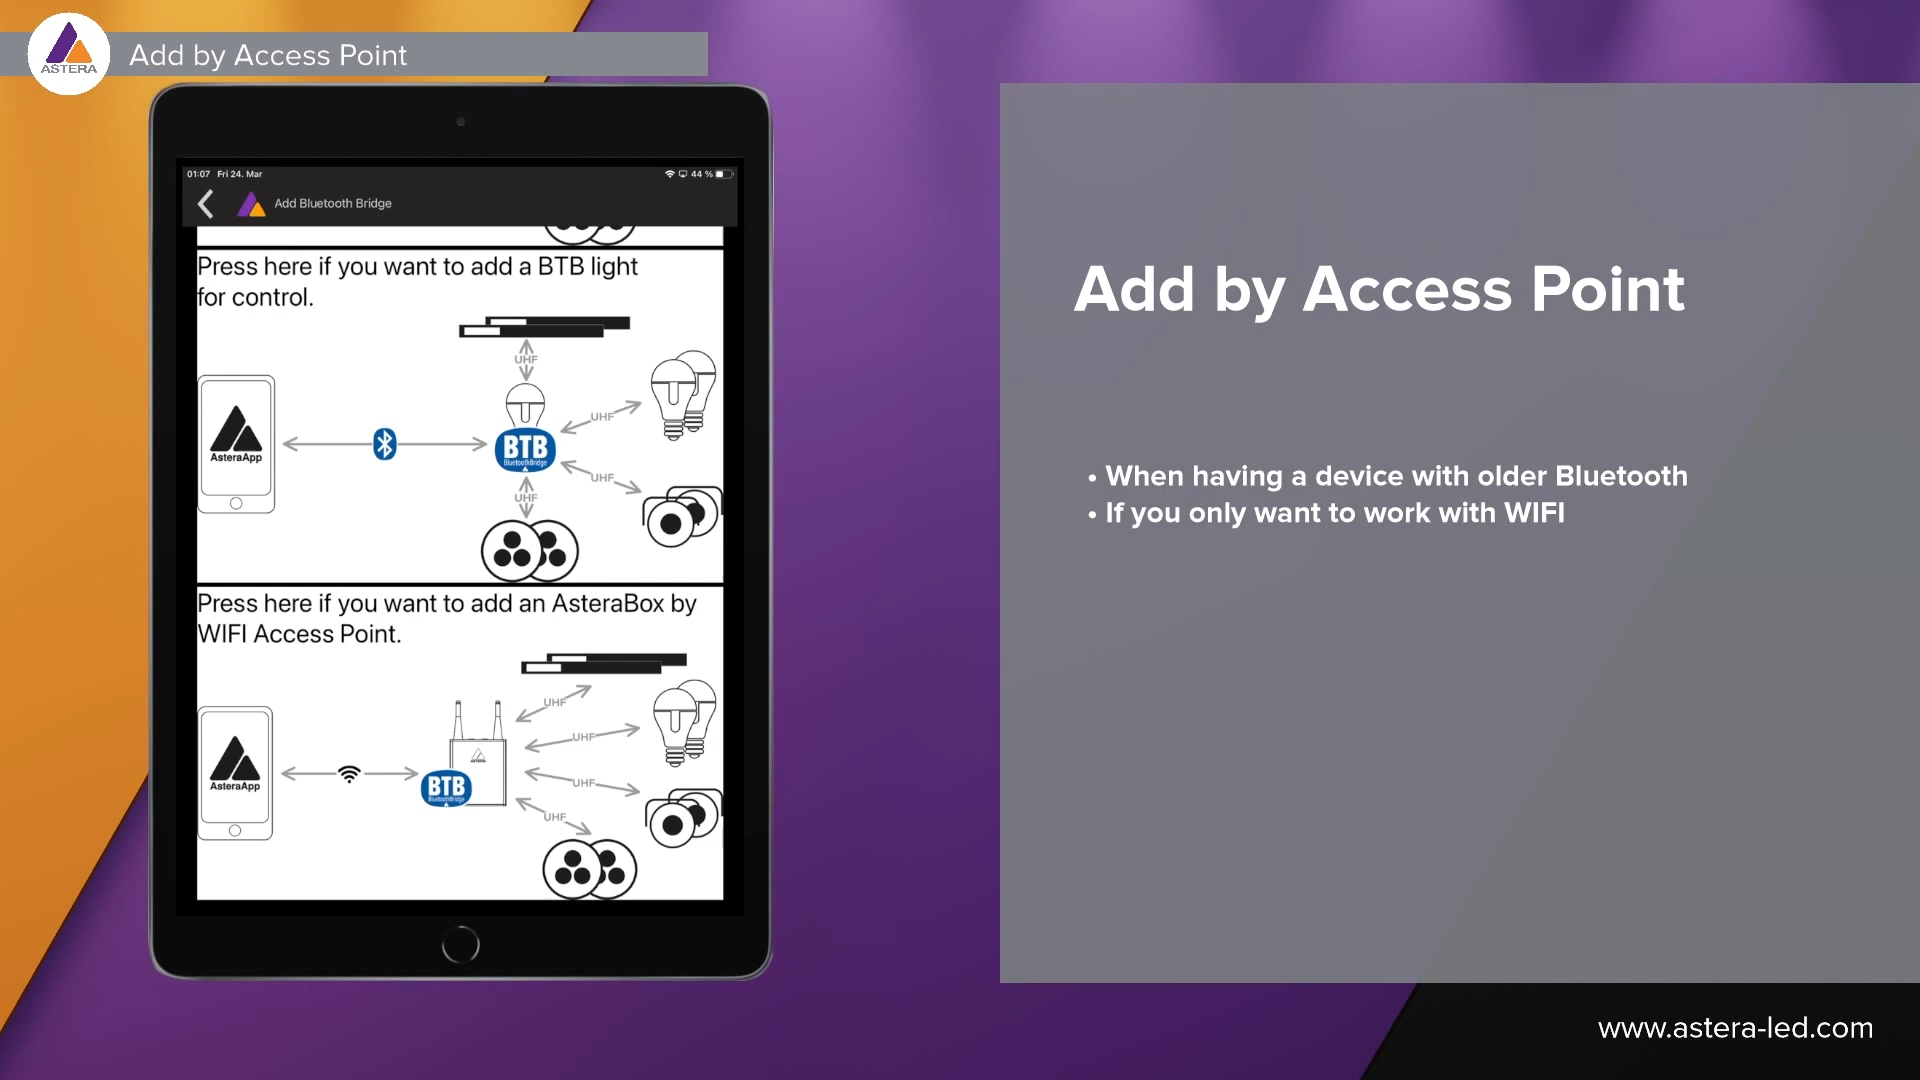 ASTERA
Add by Access Point
01:07 Fri 24. Mar
44 %
Add Bluetooth Bridge
Press here if you want to add a BTB light
for control.
UHF
UHF
AsteraApp
BTB
BluetoothBridge
UHF
UHF
Press here if you want to add an AsteraBox by
WIFI Access Point.
UHF
UHF
ASTERA
AsteraApp
BTB
BluetoothBridge
UHF
UHF
Add by Access Point
• When having a device with older Bluetooth
• If you only want to work with WIFI
www.astera-led.com